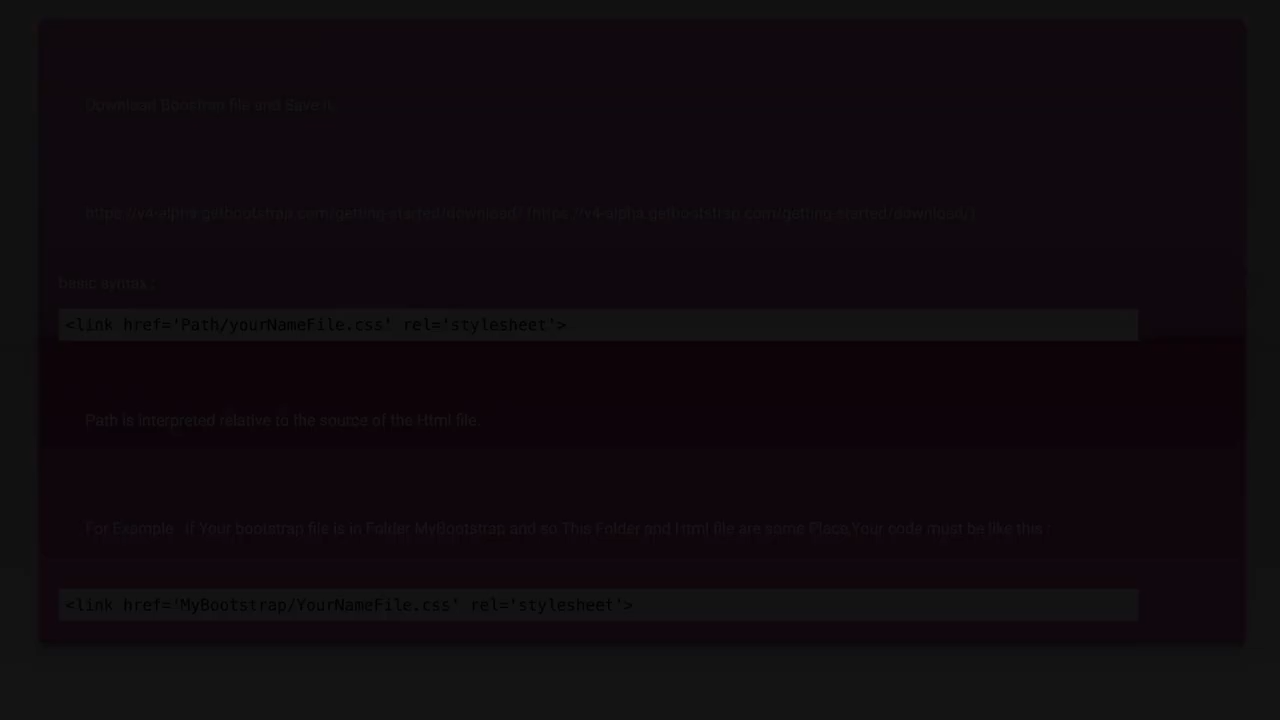 Download Boostrap file and Save it.
https://v4-alpha.getbootstrap.com/getting-started/download/ [https://v4-alpha.getbootstrap.com/getting-started/download/]
basic syntax :
<link href='Path/yourNameFile.css' rel='stylesheet'>
Path is interpreted relative to the source of the Html file.
For Example : if Your bootstrap file is in Folder MyBootstrap and so This Folder and Html file are same Place,Your code must be like this :
<link href='MyBootstrap/YourNameFile.css' rel='stylesheet'>